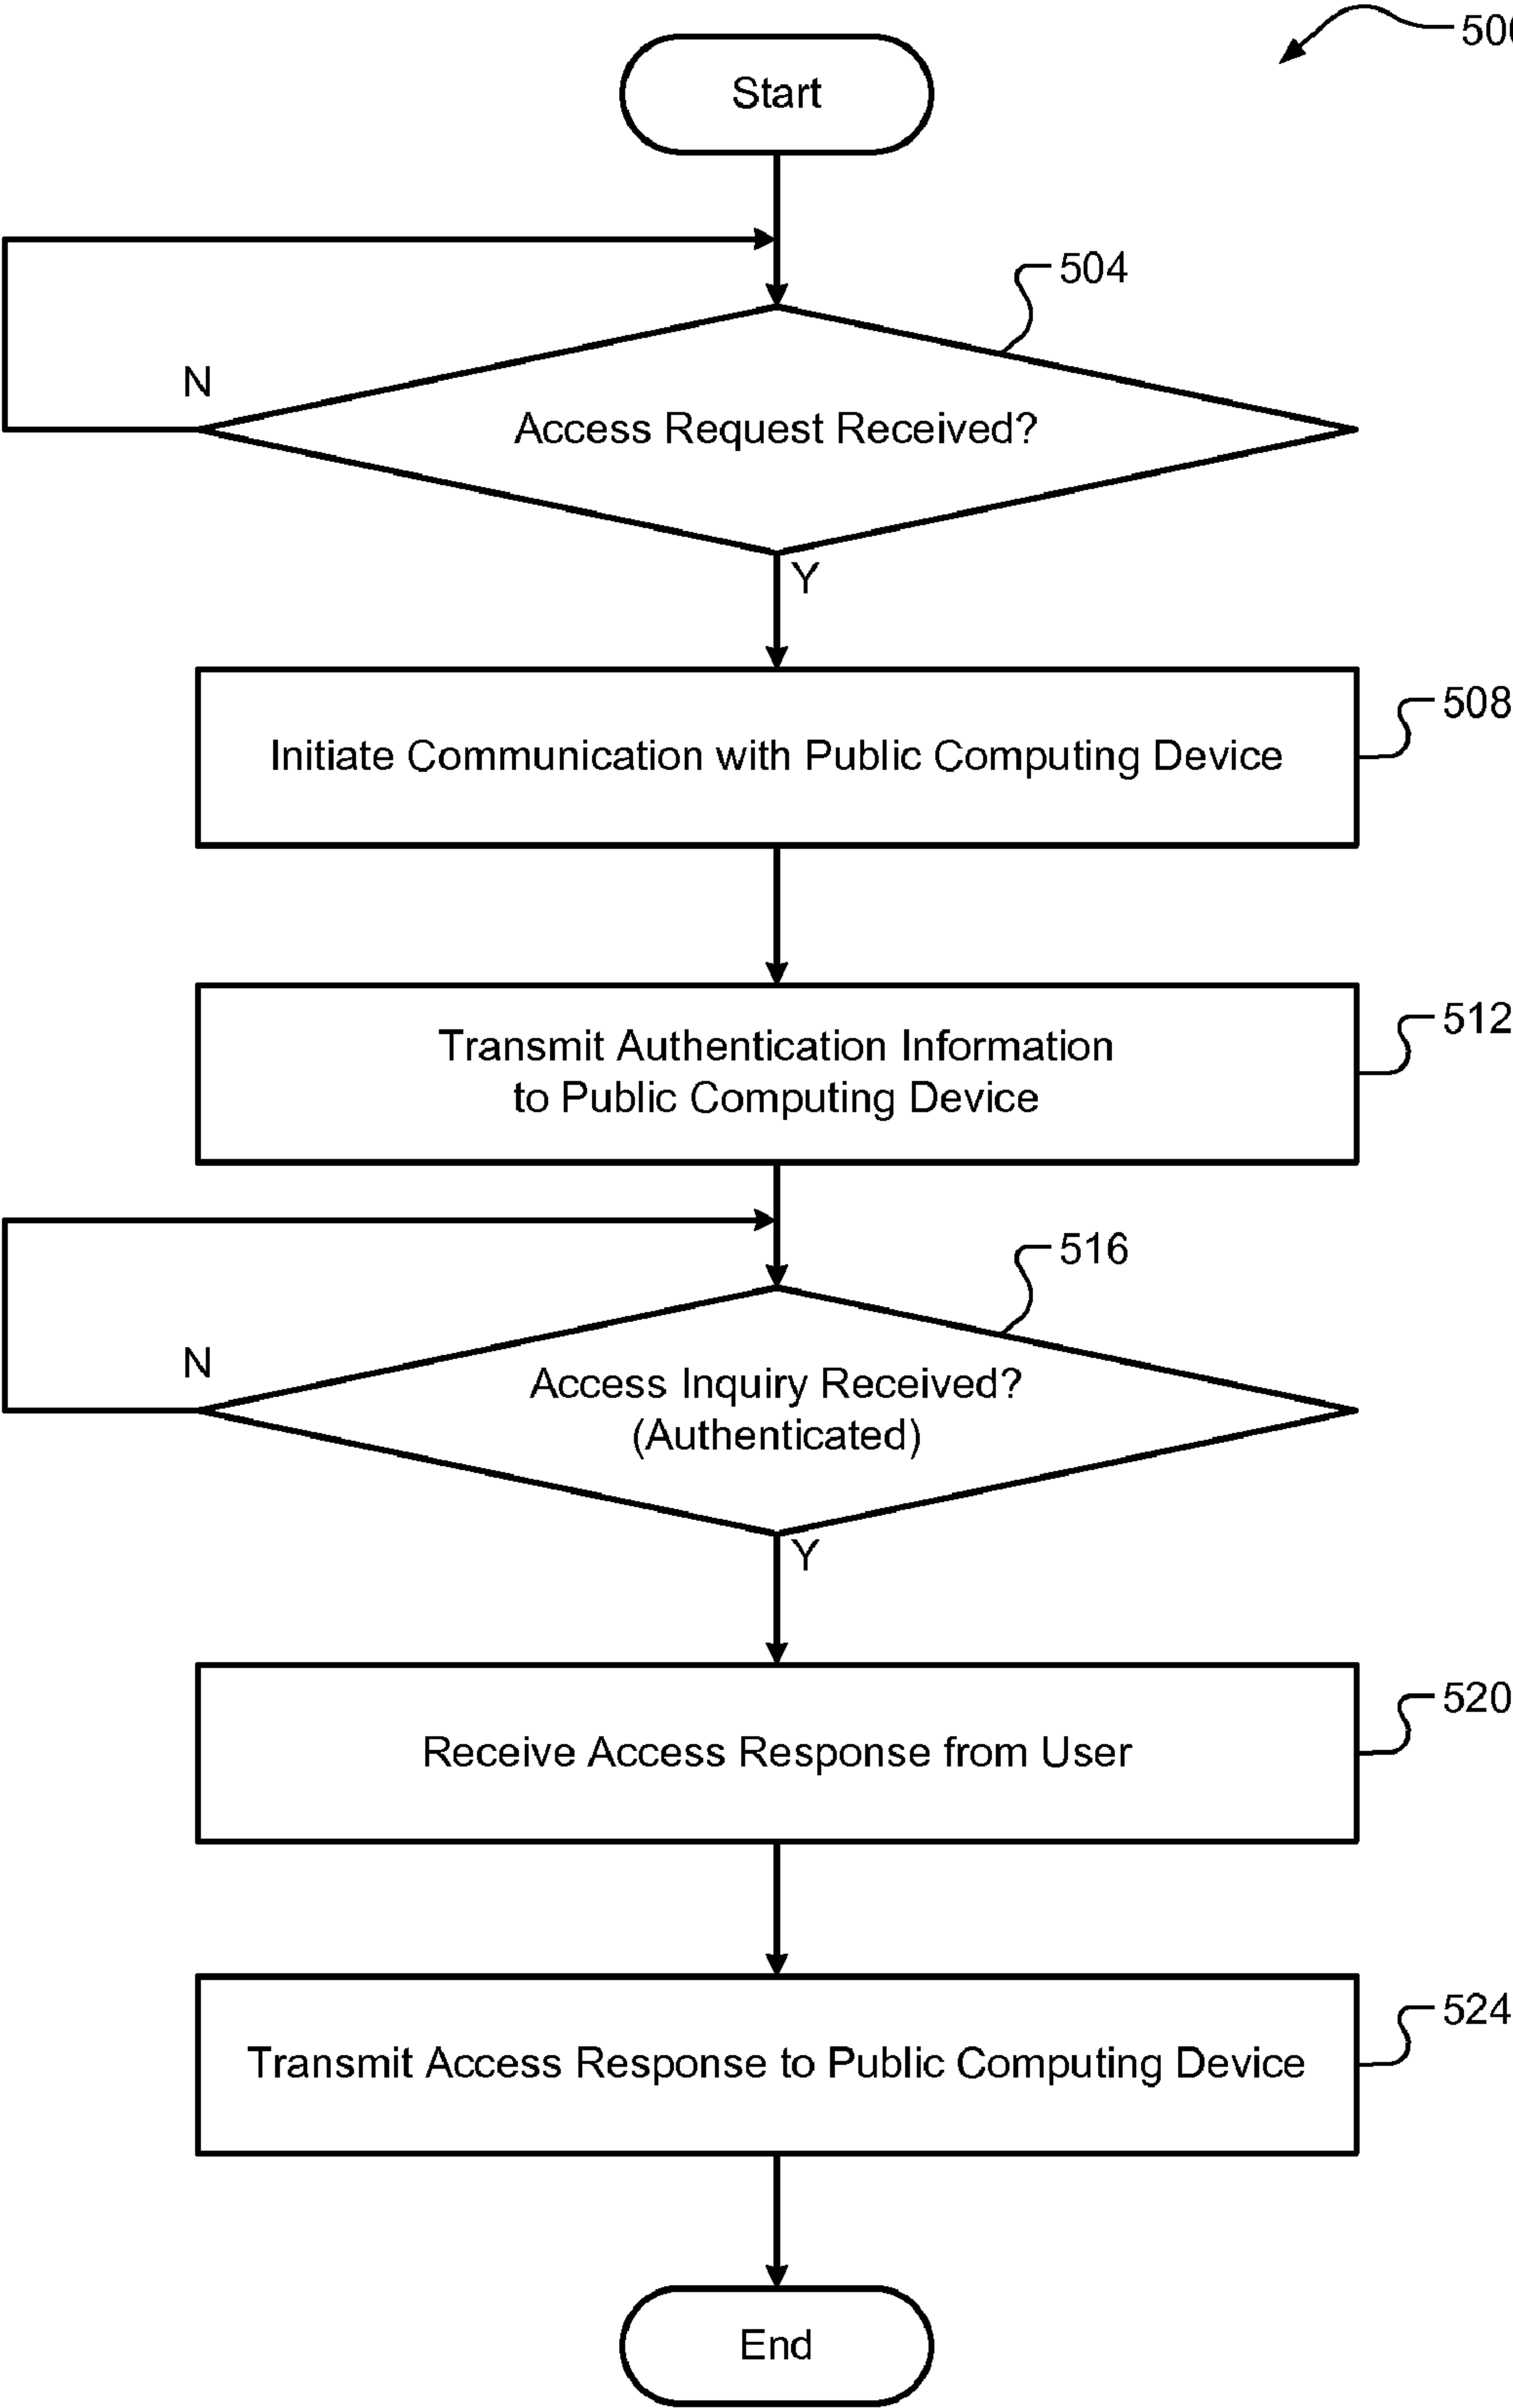 Start
504
N
Access Request Received?
Y
508
Initiate Communication with Public Computing Device
512
Transmit Authentication Information
to Public Computing Device
516
N
Access Inquiry Received?
(Authenticated)
Y
520
Receive Access Response from User
524
Transmit Access Response to Public Computing Device
End